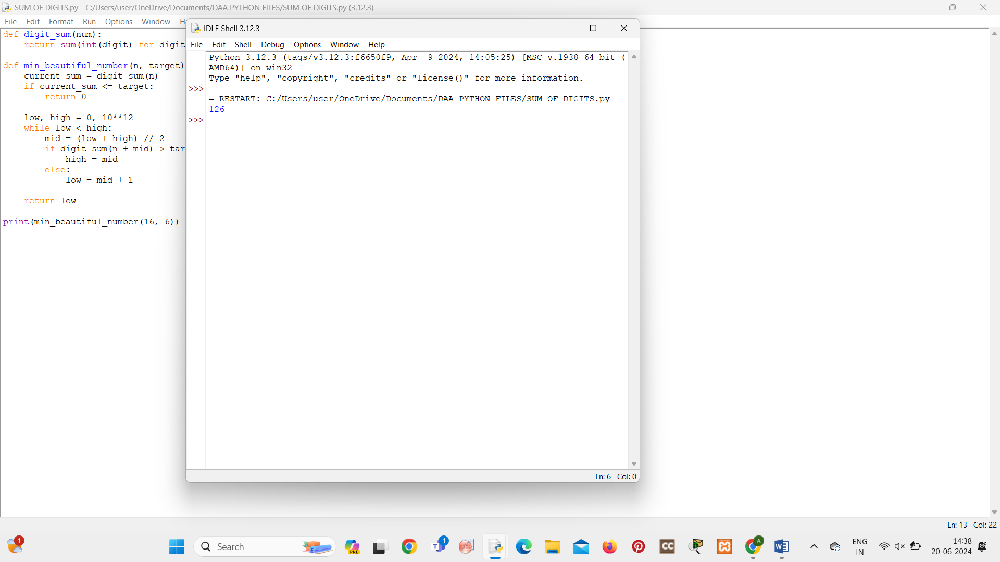 SUM OF DIGITS.py - C:/Users/user/OneDrive/Documents/DAA PYTHON FILES/SUM OF DIGITS.py (3.12.3)
File Edit Format Run Options Window
def digit_sum(num):
    return sum(int(digit) for digit

def min_beautiful_number(n, target)
    current_sum = digit_sum(n)
    if current_sum <= target:
        return 0

    low, high = 0, 10**12
    while low < high:
        mid = (low + high) // 2
        if digit_sum(n + mid) > tar
            high = mid
        else:
            low = mid + 1

    return low

print(min_beautiful_number(16, 6))
IDLE Shell 3.12.3
File Edit Shell Debug Options Window Help
Python 3.12.3 (tags/v3.12.3:f6650f9, Apr  9 2024, 14:05:25) [MSC v.1938 64 bit (
AMD64)] on win32
Type "help", "copyright", "credits" or "license()" for more information.
>>>
= RESTART: C:/Users/user/OneDrive/Documents/DAA PYTHON FILES/SUM OF DIGITS.py
126
>>>
Ln: 6 Col: 0
Ln: 13 Col: 22
1
Search
PRE
T
1
CC
A
W
ENG
IN
14:38
20-06-2024